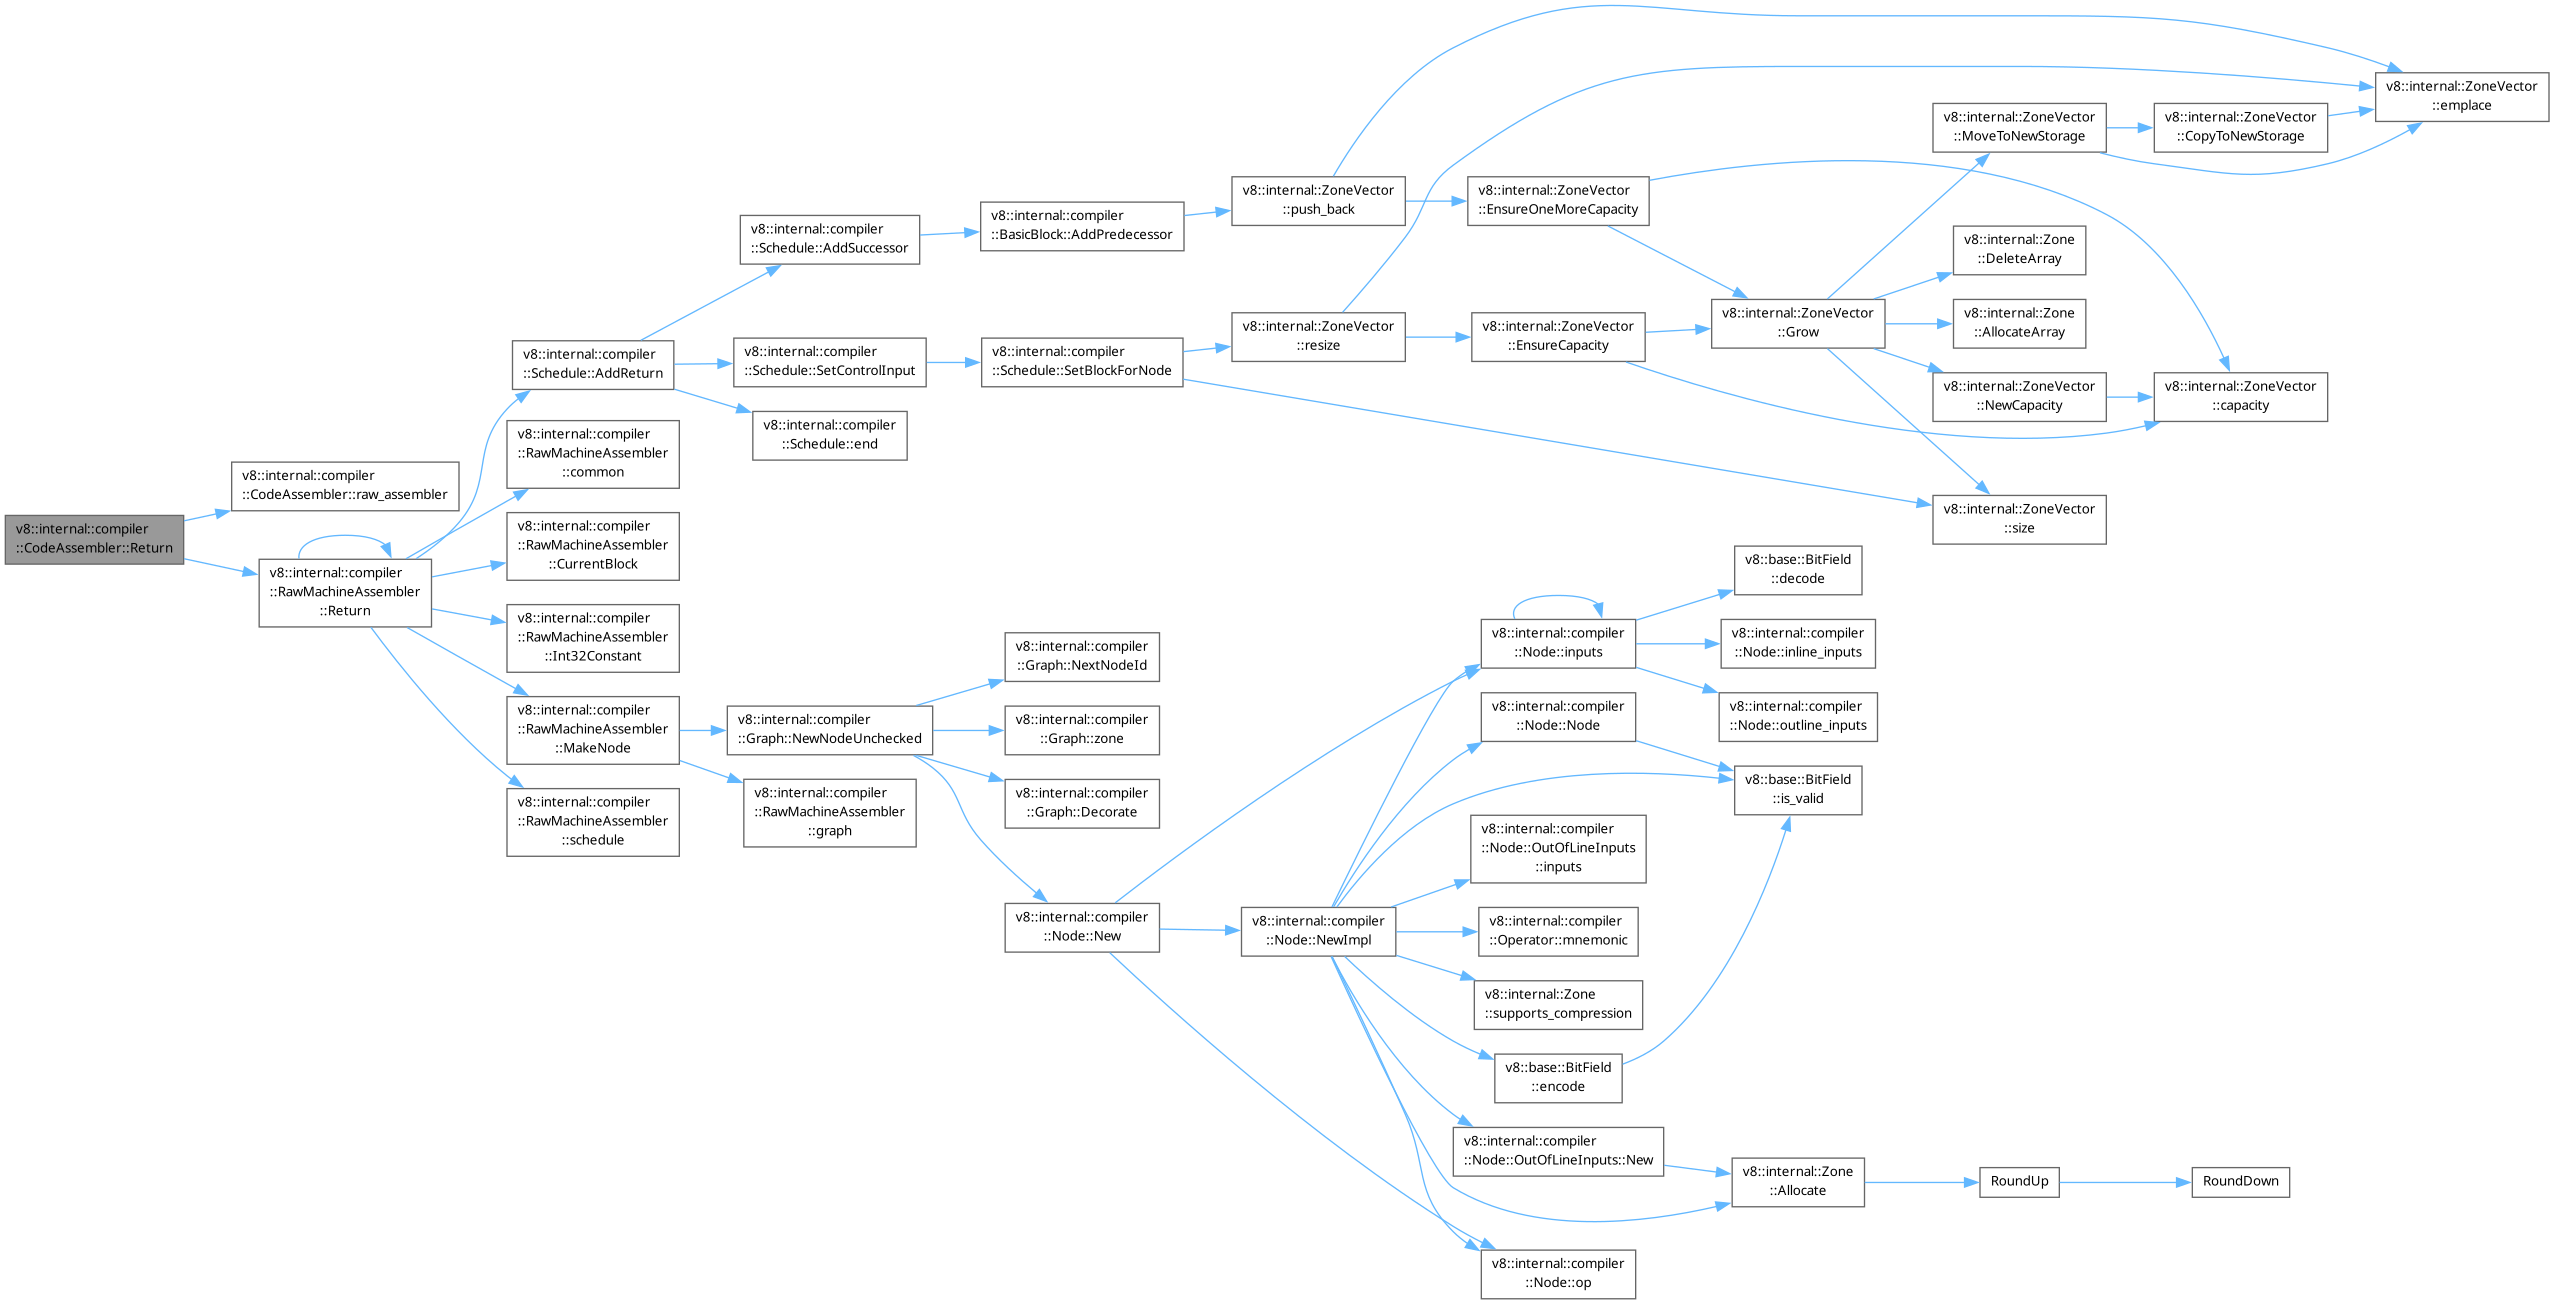 v8::internal::compiler
::CodeAssembler::Return
v8::internal::compiler
::CodeAssembler::raw_assembler
v8::internal::compiler
::RawMachineAssembler
::Return
v8::internal::compiler
::Schedule::AddReturn
v8::internal::compiler
::RawMachineAssembler
::common
v8::internal::compiler
::RawMachineAssembler
::CurrentBlock
v8::internal::compiler
::RawMachineAssembler
::Int32Constant
v8::internal::compiler
::RawMachineAssembler
::MakeNode
v8::internal::compiler
::RawMachineAssembler
::schedule
v8::internal::compiler
::Schedule::AddSuccessor
v8::internal::compiler
::Schedule::SetControlInput
v8::internal::compiler
::Schedule::end
v8::internal::compiler
::Graph::NewNodeUnchecked
v8::internal::compiler
::RawMachineAssembler
::graph
v8::internal::compiler
::BasicBlock::AddPredecessor
v8::internal::compiler
::Schedule::SetBlockForNode
v8::internal::compiler
::Graph::NextNodeId
v8::internal::compiler
::Graph::zone
v8::internal::compiler
::Graph::Decorate
v8::internal::compiler
::Node::New
v8::internal::ZoneVector
::push_back
v8::internal::ZoneVector
::resize
v8::internal::compiler
::Node::NewImpl
v8::internal::ZoneVector
::EnsureOneMoreCapacity
v8::internal::ZoneVector
::EnsureCapacity
v8::internal::compiler
::Node::inputs
v8::internal::compiler
::Node::Node
v8::internal::compiler
::Node::OutOfLineInputs
::inputs
v8::internal::compiler
::Operator::mnemonic
v8::internal::Zone
::supports_compression
v8::base::BitField
::encode
v8::internal::compiler
::Node::OutOfLineInputs::New
v8::internal::compiler
::Node::op
v8::internal::ZoneVector
::Grow
v8::base::BitField
::decode
v8::internal::compiler
::Node::inline_inputs
v8::internal::compiler
::Node::outline_inputs
v8::base::BitField
::is_valid
v8::internal::Zone
::Allocate
v8::internal::ZoneVector
::MoveToNewStorage
v8::internal::Zone
::DeleteArray
v8::internal::Zone
::AllocateArray
v8::internal::ZoneVector
::NewCapacity
v8::internal::ZoneVector
::size
RoundUp
v8::internal::ZoneVector
::CopyToNewStorage
v8::internal::ZoneVector
::capacity
RoundDown
v8::internal::ZoneVector
::emplace